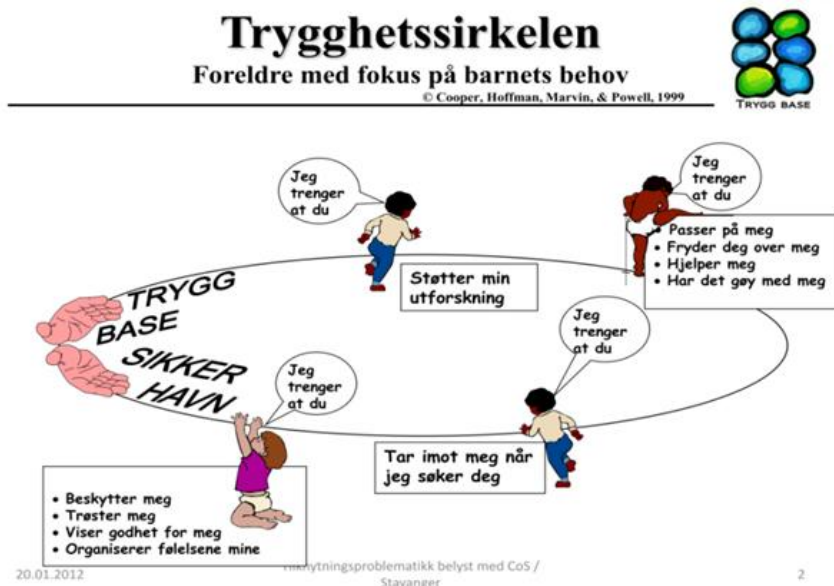 Trygghetssirkelen
Foreldre med fokus på barnets behov
© Cooper, Hoffman, Marvin, & Powell, 1999
TRYGG BASE
Jeg
trenger
at du
Støtter min
utforskning
Jeg
trenger
at du
• Passer på meg
• Fryder deg over meg
• Hjelper meg
• Har det gøy med meg
TRYGG
BASE
SIKKER
HAVN
Jeg
trenger
at du
Tar imot meg når
jeg søker deg
Jeg
trenger
at du
• Beskytter meg
• Trøster meg
• Viser godhet for meg
• Organiserer følelsene mine
20.01.2012
belyst med CoS /
Stavanger
2